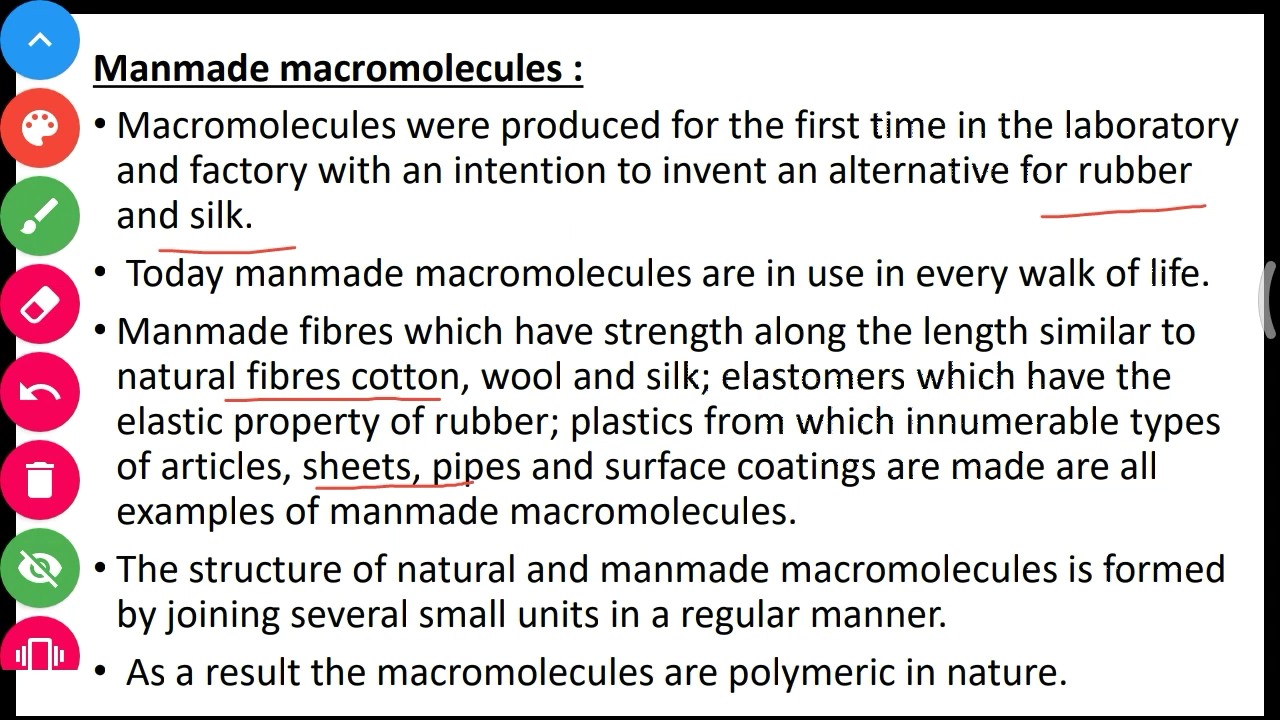 Manmade macromolecules :
• Macromolecules were produced for the first time in the laboratory
and factory with an intention to invent an alternative for rubber
and silk.
• Today manmade macromolecules are in use in every walk of life.
• Manmade fibres which have strength along the length similar to
natural fibres cotton, wool and silk; elastomers which have the
elastic property of rubber; plastics from which innumerable types
of articles, sheets, pipes and surface coatings are made are all
examples of manmade macromolecules.
• The structure of natural and manmade macromolecules is formed
by joining several small units in a regular manner.
• As a result the macromolecules are polymeric in nature.